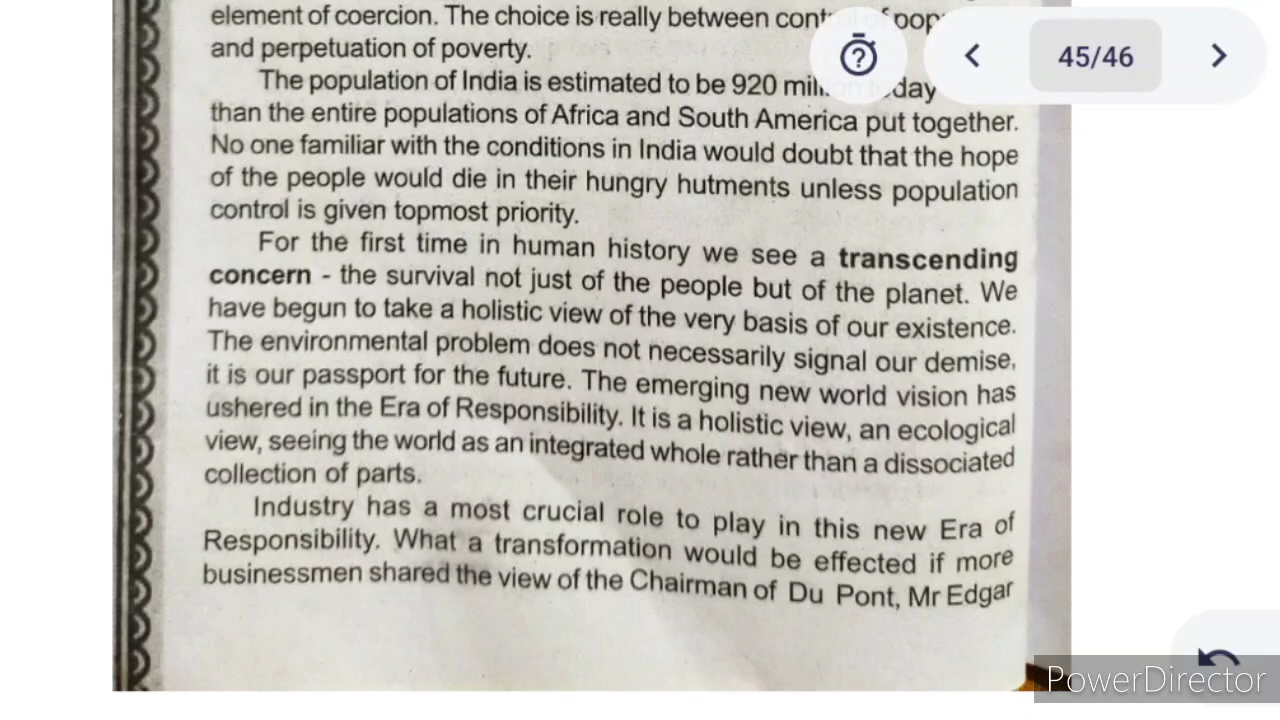 element of coercion. The choice is really between cont of pop
and perpetuation of poverty.
The population of India is estimated to be 920 mill day
than the entire populations of Africa and South America put together.
No one familiar with the conditions in India would doubt that the hope
of the people would die in their hungry hutments unless population
control is given topmost priority.
For the first time in human history we see a transcending
concern - the survival not just of the people but of the planet. We
have begun to take a holistic view of the very basis of our existence.
The environmental problem does not necessarily signal our demise,
it is our passport for the future. The emerging new world vision has
ushered in the Era of Responsibility. It is a holistic view, an ecological
view, seeing the world as an integrated whole rather than a dissociated
collection of parts.
Industry has a most crucial role to play in this new Era of
Responsibility. What a transformation would be effected if more
businessmen shared the view of the Chairman of Du Pont, Mr Edgar
45/46
PowerDirector